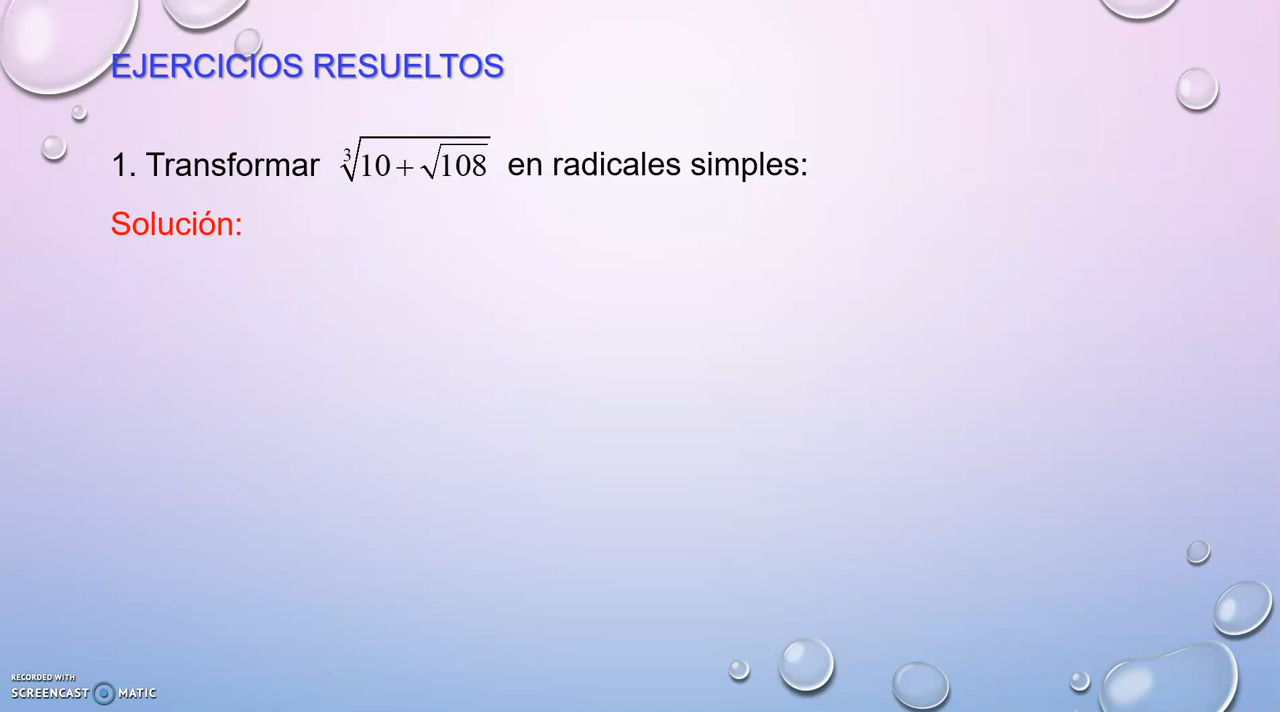 EJERCICIOS RESUELTOS
1. Transformar ∛(10 + √108) en radicales simples:
Solución:
RECORDED WITH
SCREENCAST MATIC